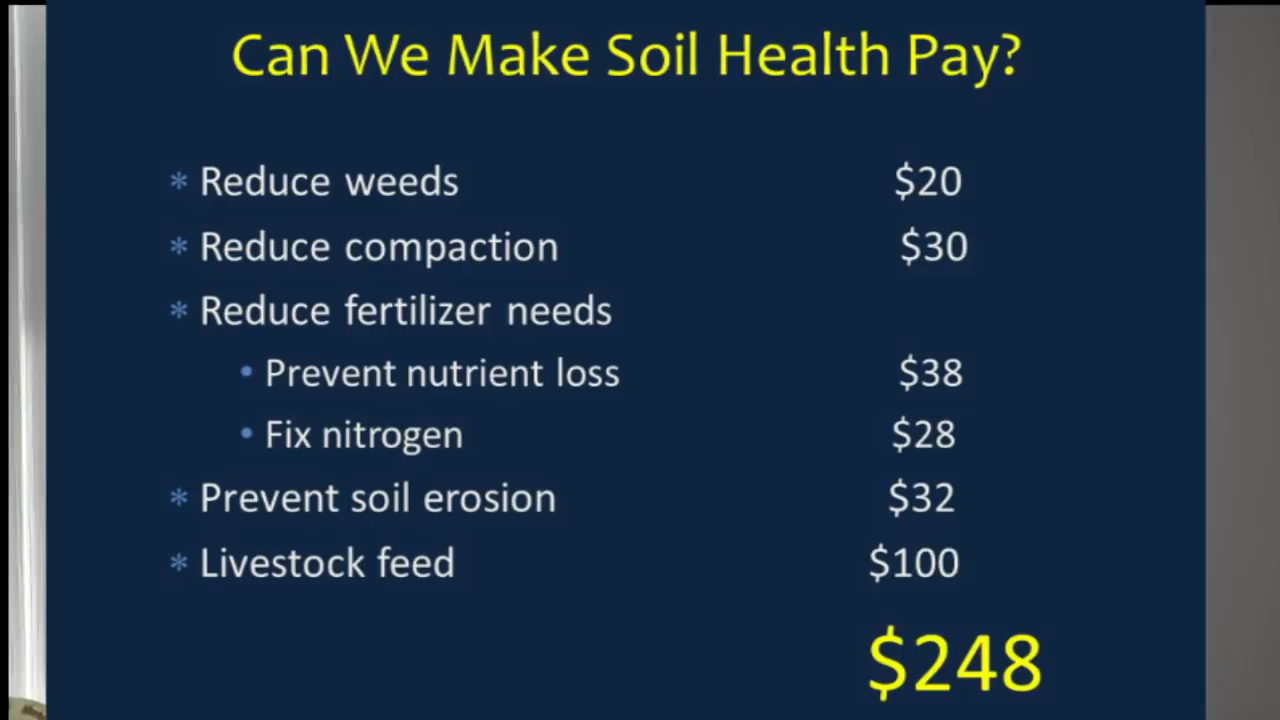 Can We Make Soil Health Pay?
* Reduce weeds $20
* Reduce compaction $30
* Reduce fertilizer needs
• Prevent nutrient loss $38
• Fix nitrogen $28
* Prevent soil erosion $32
* Livestock feed $100
$248